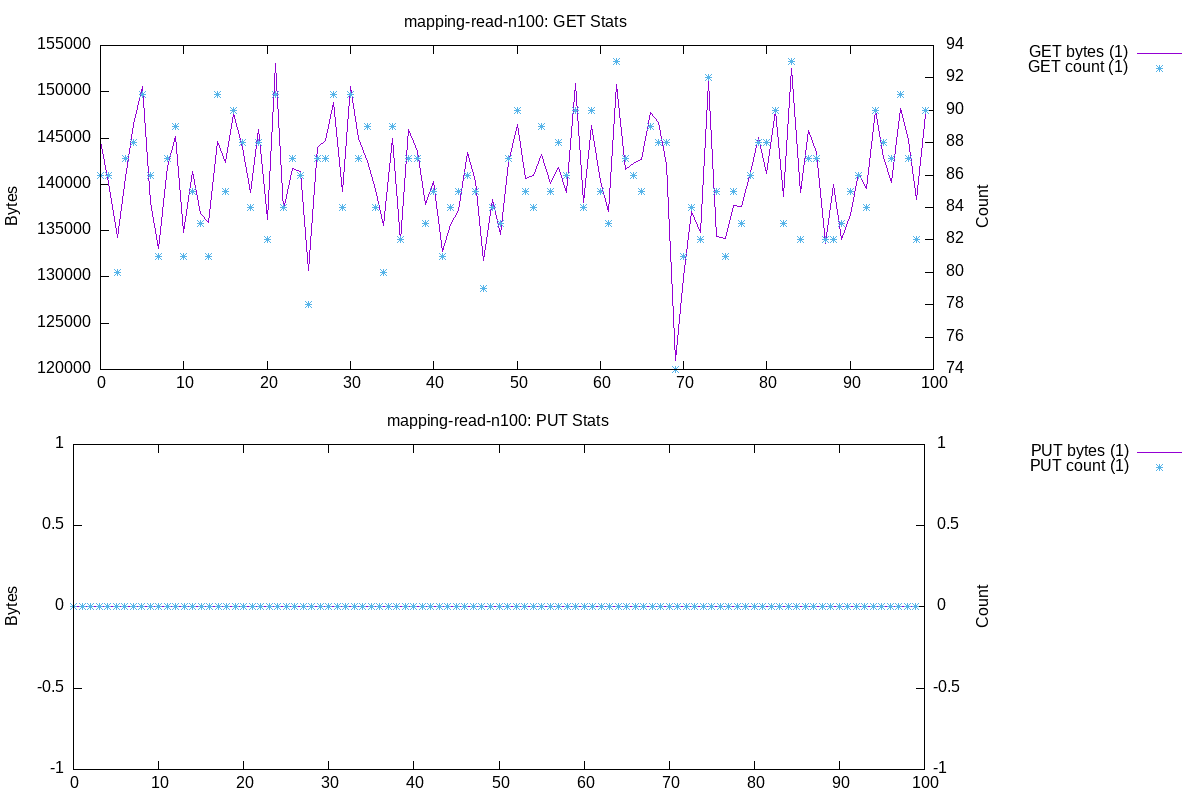 mapping-read-n100: GET Stats
155000
150000
145000
140000
135000
130000
125000
120000
Bytes
94
92
90
88
86
84
82
80
78
76
74
Count
0 10 20 30 40 50 60 70 80 90 100
GET bytes (1)
GET count (1)
mapping-read-n100: PUT Stats
1
0.5
0
-0.5
-1
Bytes
1
0.5
0
-0.5
-1
Count
0 10 20 30 40 50 60 70 80 90 100
PUT bytes (1)
PUT count (1)